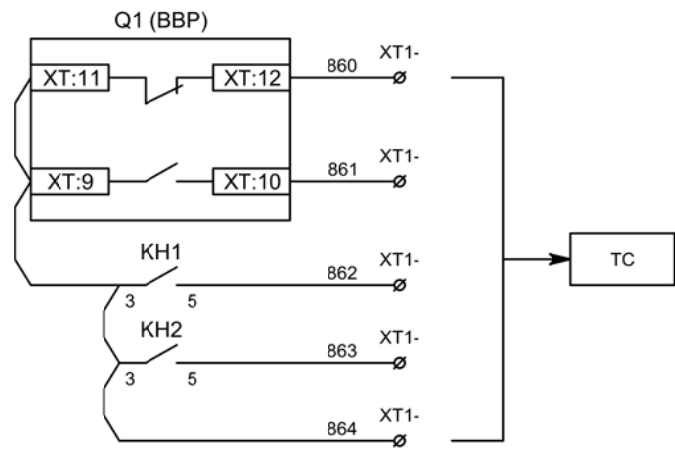 Q1 (BBP)
XT:11 XT:12 860 XT1-
XT:9 XT:10 861 XT1-
KH1 862 XT1-
3 5
KH2 863 XT1-
3 5
864 XT1-
TC